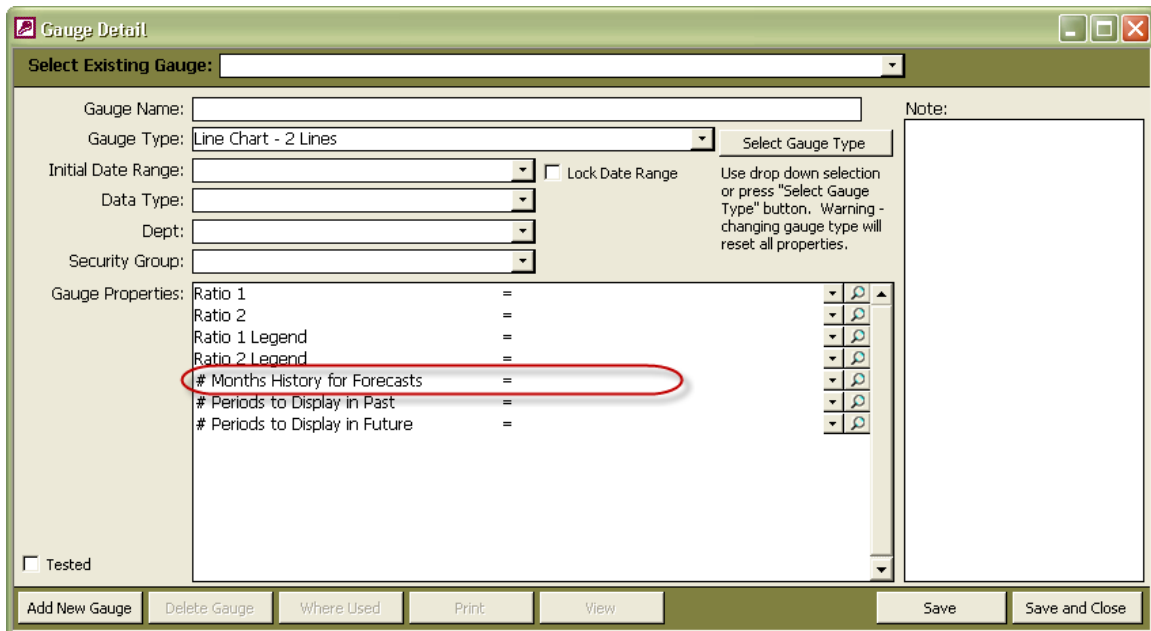 Gauge Detail
Select Existing Gauge:
Gauge Name:
Note:
Gauge Type: Line Chart - 2 Lines
Select Gauge Type
Initial Date Range:
Lock Date Range
Use drop down selection
or press "Select Gauge
Type" button. Warning -
changing gauge type will
reset all properties.
Data Type:
Dept:
Security Group:
Gauge Properties:
Ratio 1 =
Ratio 2 =
Ratio 1 Legend =
Ratio 2 Legend =
# Months History for Forecasts =
# Periods to Display in Past =
# Periods to Display in Future =
Tested
Add New Gauge
Delete Gauge
Where Used
Print
View
Save
Save and Close